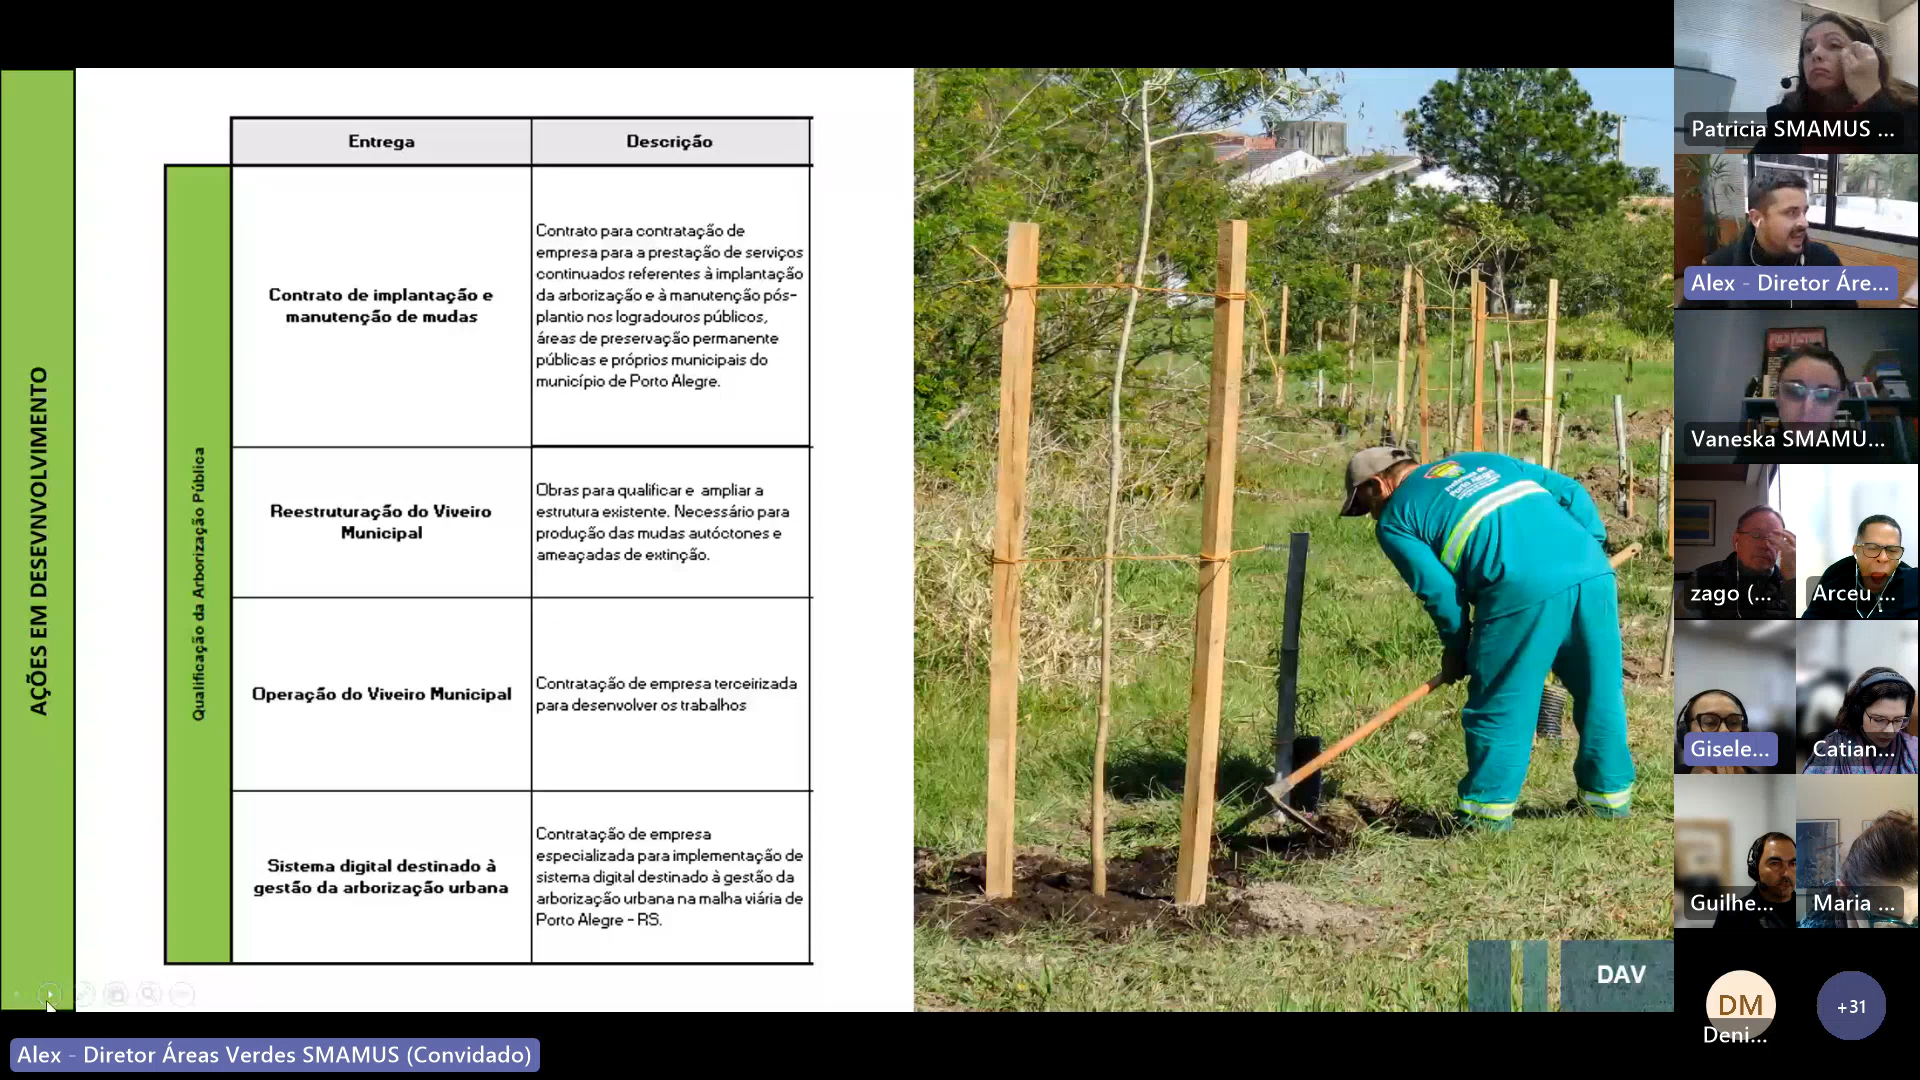 AÇÕES EM DESEVNVOLVIMENTO
Entrega
Descrição
Qualificação da Arborização Pública
Contrato de implantação e
manutenção de mudas
Contrato para contratação de
empresa para a prestação de serviços
continuados referentes à implantação
da arborização e à manutenção pós-
plantio nos logradouros públicos,
áreas de preservação permanente
públicas e próprios municipais do
município de Porto Alegre.
Reestruturação do Viveiro
Municipal
Obras para qualificar e ampliar a
estrutura existente. Necessário para
produção das mudas autóctones e
ameaçadas de extinção.
Operação do Viveiro Municipal
Contratação de empresa terceirizada
para desenvolver os trabalhos
Sistema digital destinado à
gestão da arborização urbana
Contratação de empresa
especializada para implementação de
sistema digital destinado à gestão da
arborização urbana na malha viária de
Porto Alegre - RS.
Prefeitura de
Porto Alegre
DAV
Patricia SMAMUS ...
Alex - Diretor Áre...
Vaneska SMAMU...
zago (...
Arceu ...
Gisele...
Catian...
Guilhe...
Maria ...
DM
Deni...
+31
Alex - Diretor Áreas Verdes SMAMUS (Convidado)